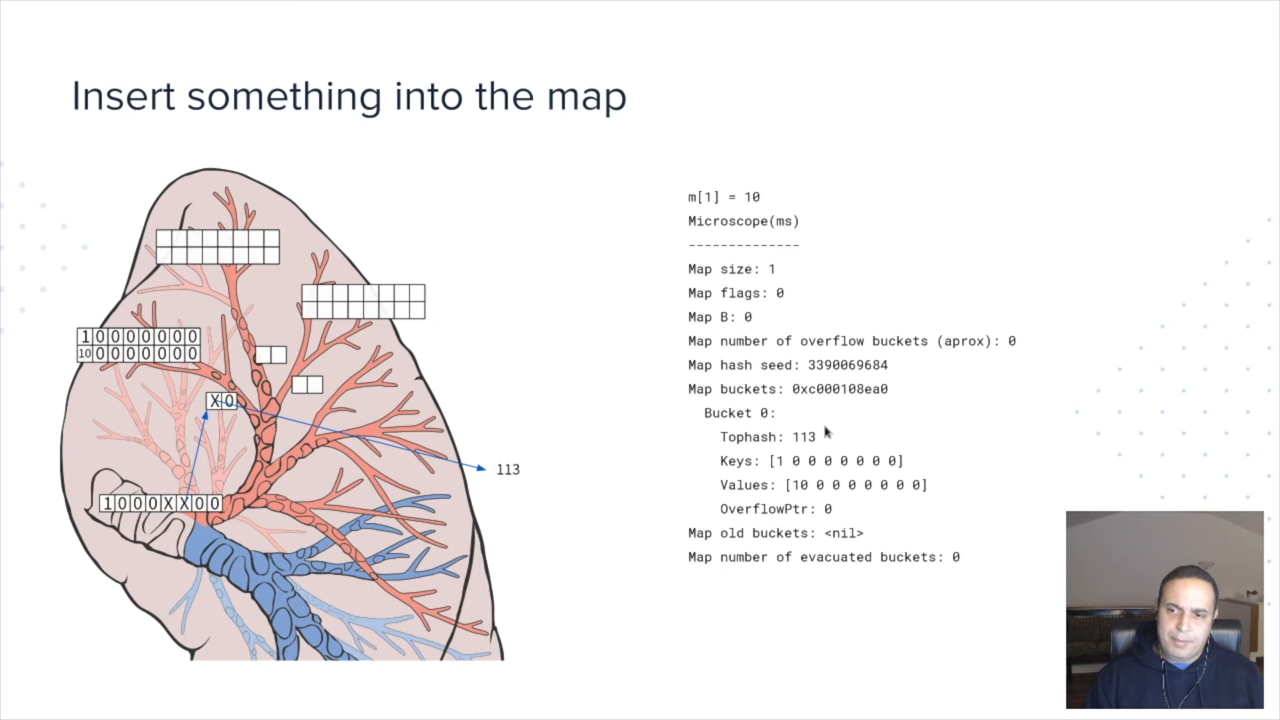 Insert something into the map
1 0 0 0 0 0 0 0
10 0 0 0 0 0 0 0
X 0
1 0 0 0 X X 0 0
113
m[1] = 10
Microscope(ms)
--------------
Map size: 1
Map flags: 0
Map B: 0
Map number of overflow buckets (aprox): 0
Map hash seed: 3390069684
Map buckets: 0xc000108ea0
Bucket 0:
Tophash: 113
Keys: [1 0 0 0 0 0 0 0]
Values: [10 0 0 0 0 0 0 0]
OverflowPtr: 0
Map old buckets: <nil>
Map number of evacuated buckets: 0